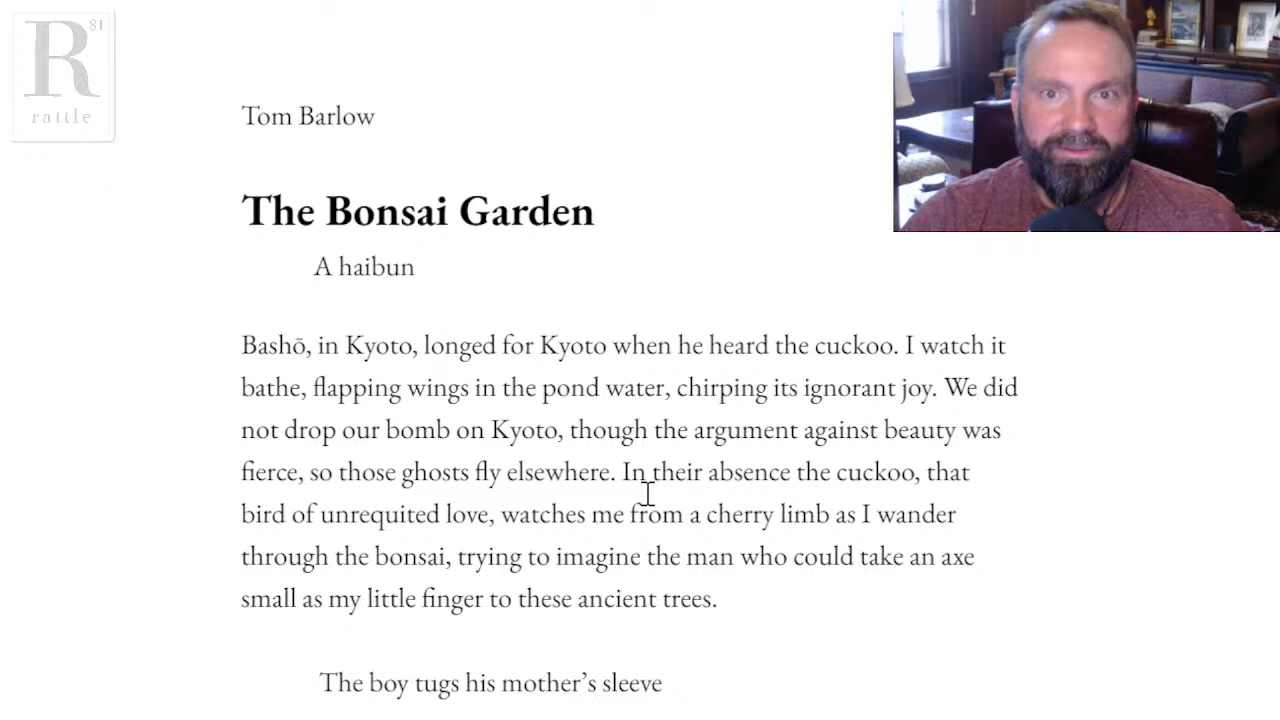 R 81
rattle
Tom Barlow
The Bonsai Garden
A haibun
Bashō, in Kyoto, longed for Kyoto when he heard the cuckoo. I watch it
bathe, flapping wings in the pond water, chirping its ignorant joy. We did
not drop our bomb on Kyoto, though the argument against beauty was
fierce, so those ghosts fly elsewhere. In their absence the cuckoo, that
bird of unrequited love, watches me from a cherry limb as I wander
through the bonsai, trying to imagine the man who could take an axe
small as my little finger to these ancient trees.
The boy tugs his mother’s sleeve